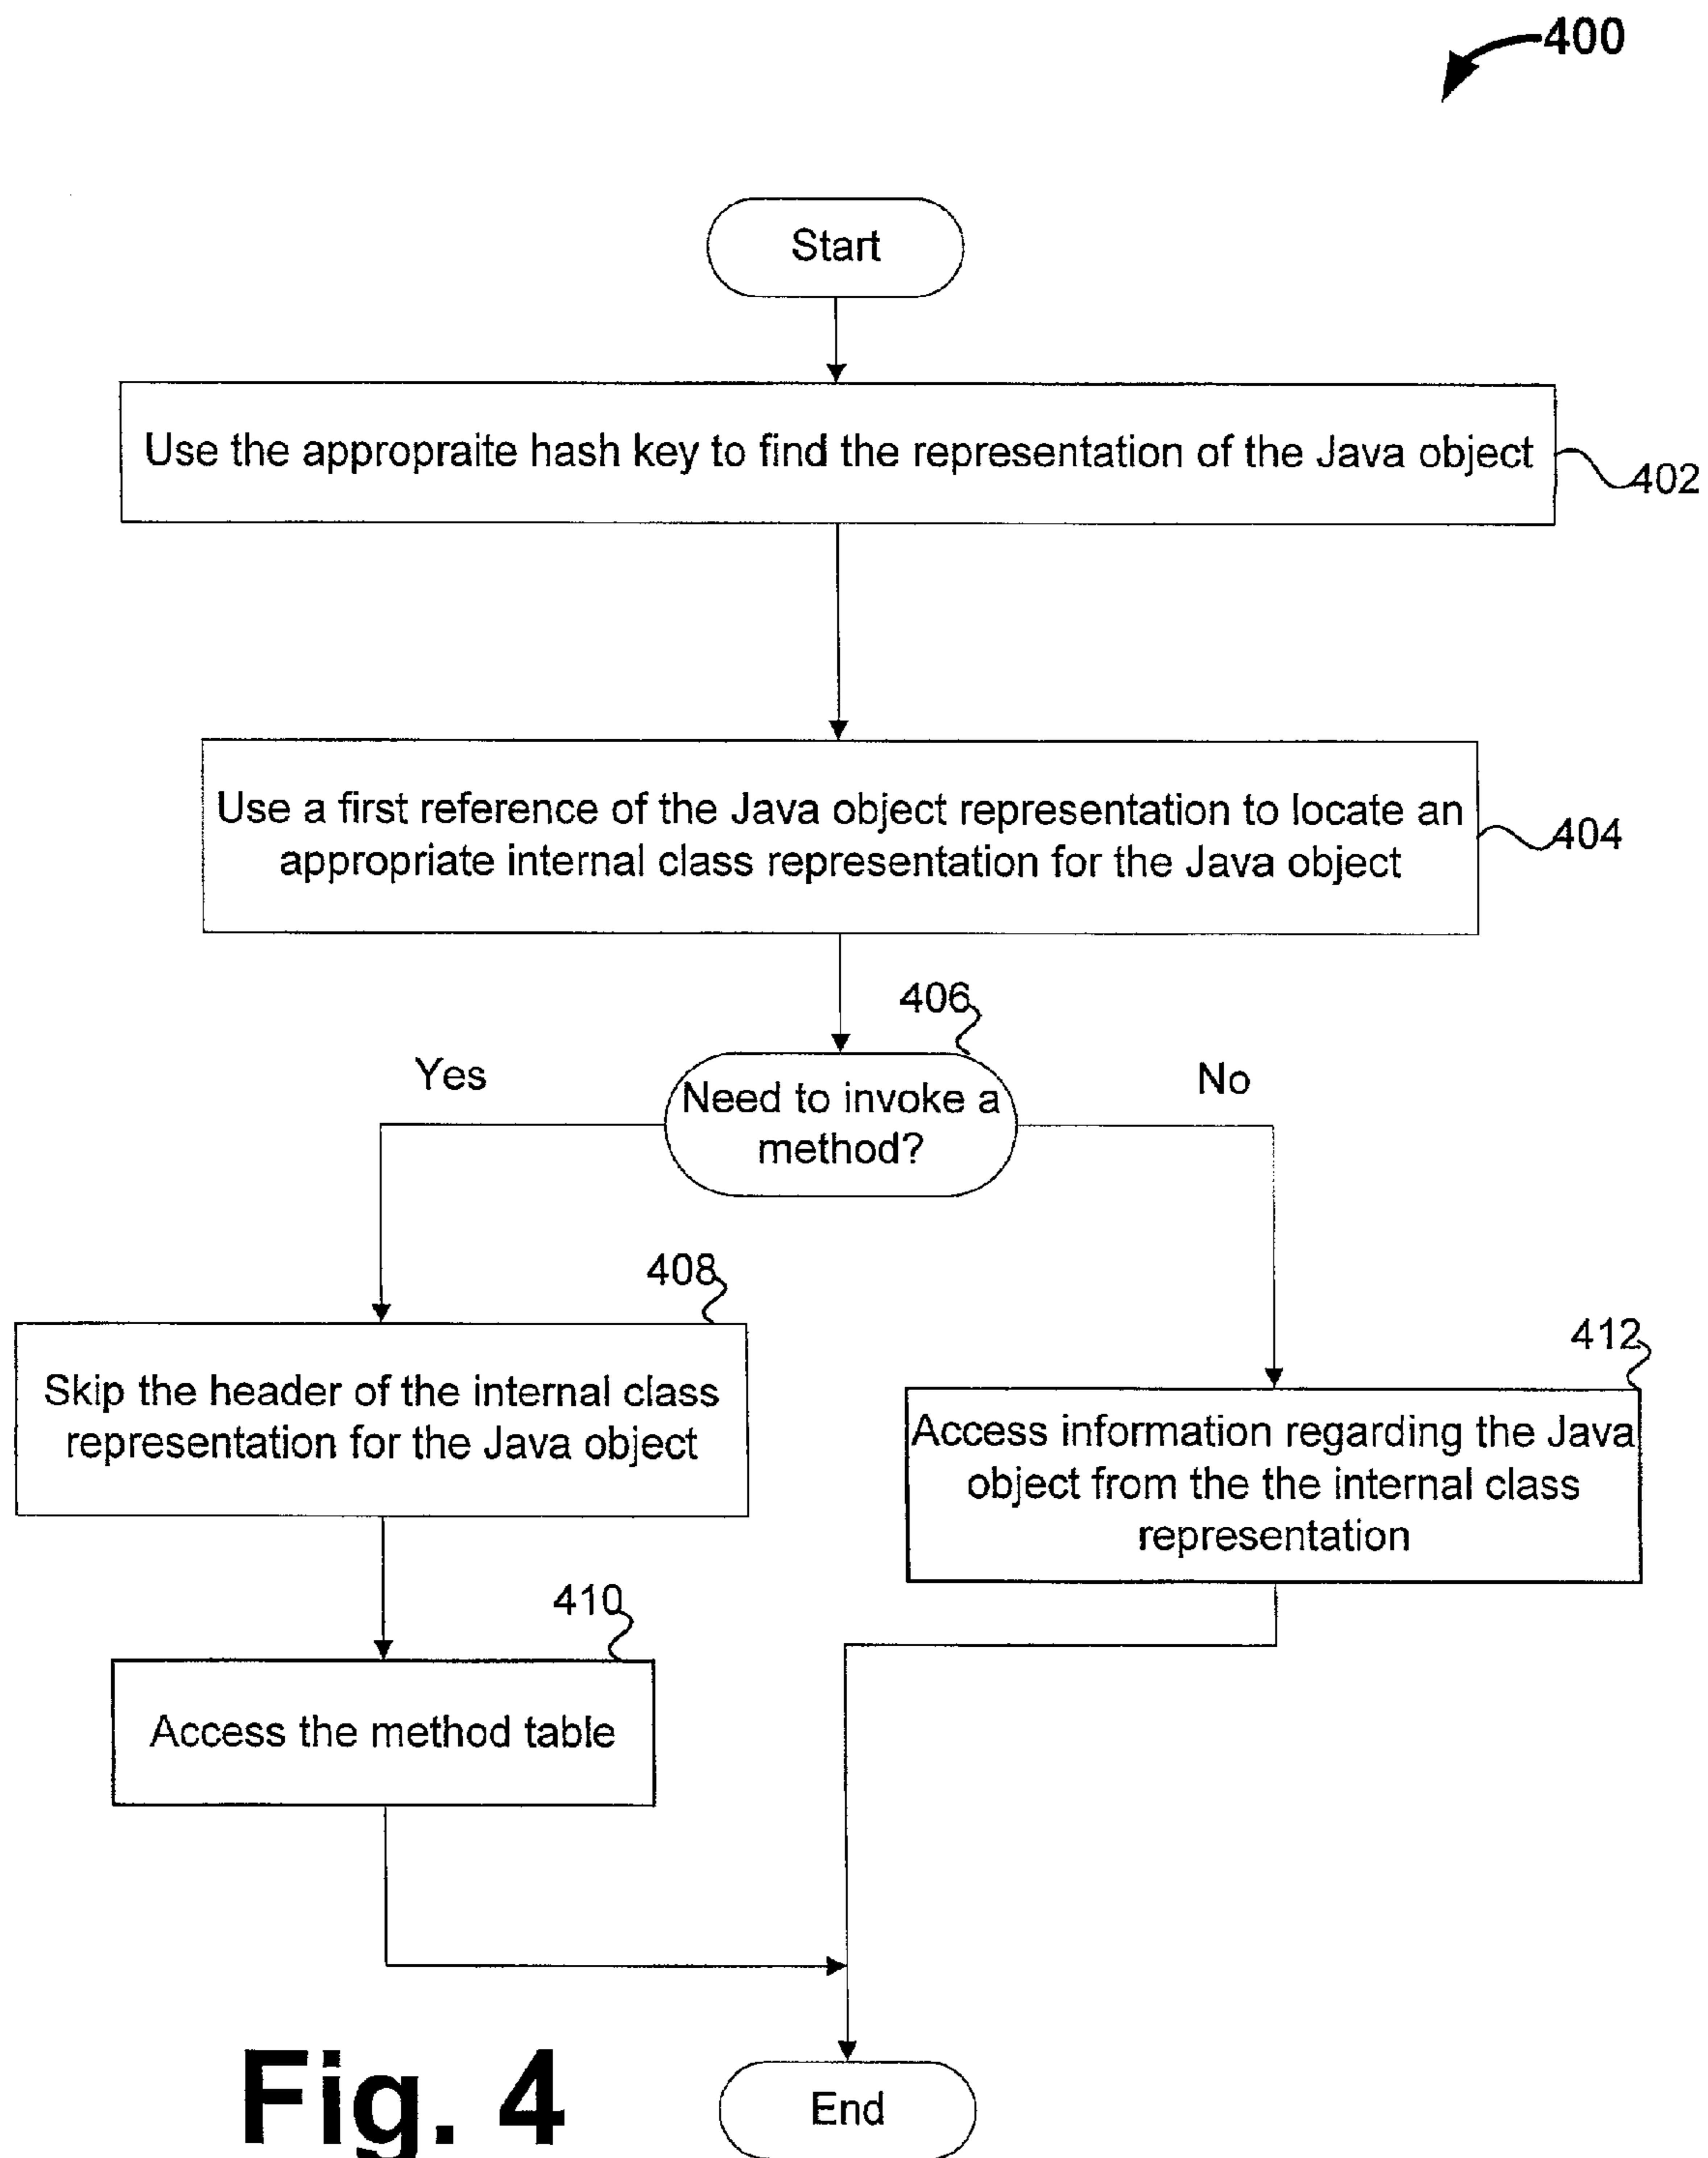 400
Start
Use the appropraite hash key to find the representation of the Java object
402
Use a first reference of the Java object representation to locate an
appropriate internal class representation for the Java object
404
406
Yes
No
Need to invoke a
method?
408
Skip the header of the internal class
representation for the Java object
412
Access information regarding the Java
object from the the internal class
representation
410
Access the method table
Fig. 4
End